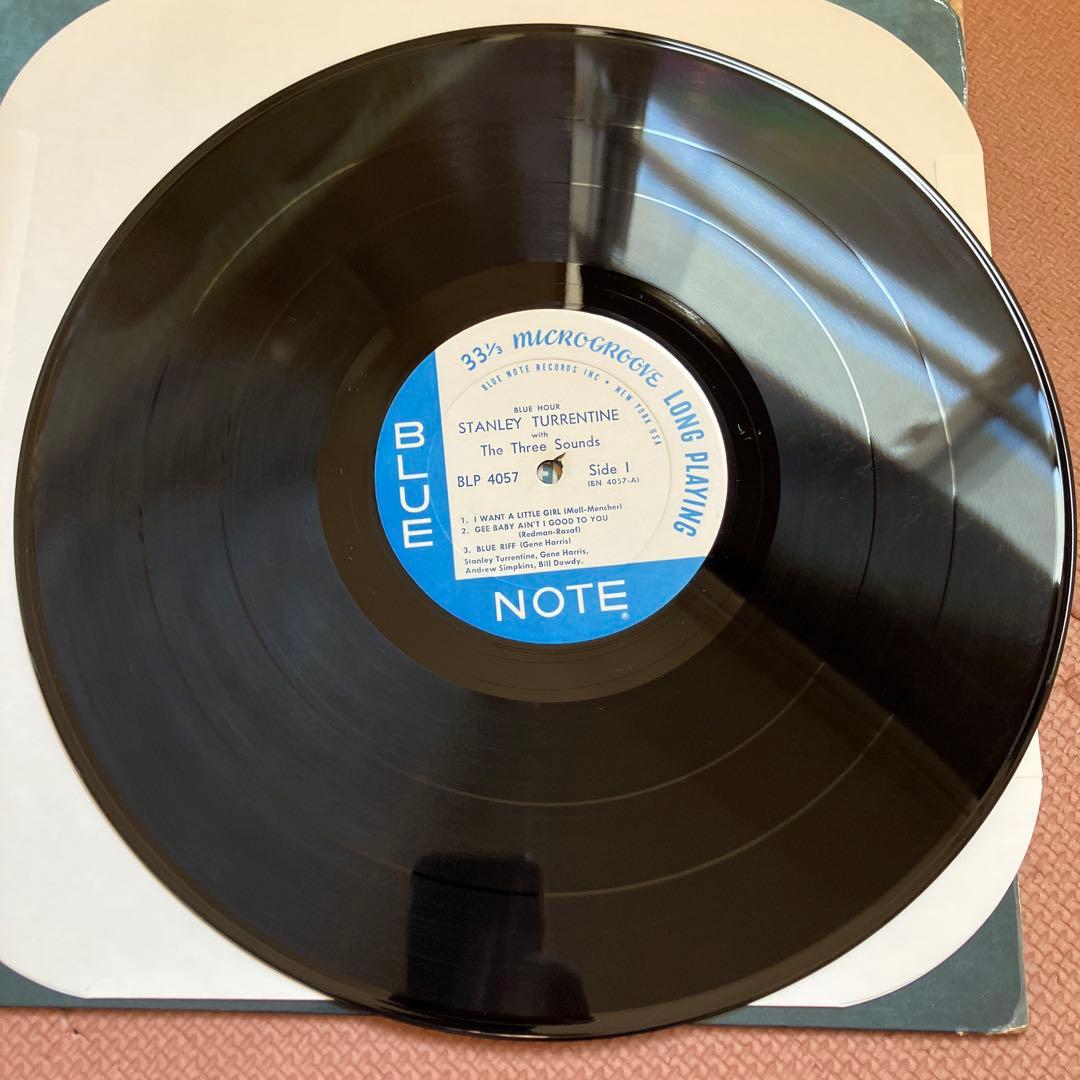 33⅓ MICROGROOVE LONG PLAYING
BLUE NOTE RECORDS INC • NEW YORK USA
BLUE HOUR
STANLEY TURRENTINE
with
The Three Sounds
BLP 4057
Side 1
(BN 4057-A)
1. I WANT A LITTLE GIRL (Moll-Mencher)
2. GEE BABY AIN'T I GOOD TO YOU
(Redman-Razaf)
3. BLUE RIFF (Gene Harris)
Stanley Turrentine, Gene Harris,
Andrew Simpkins, Bill Dowdy.
BLUE
NOTE®